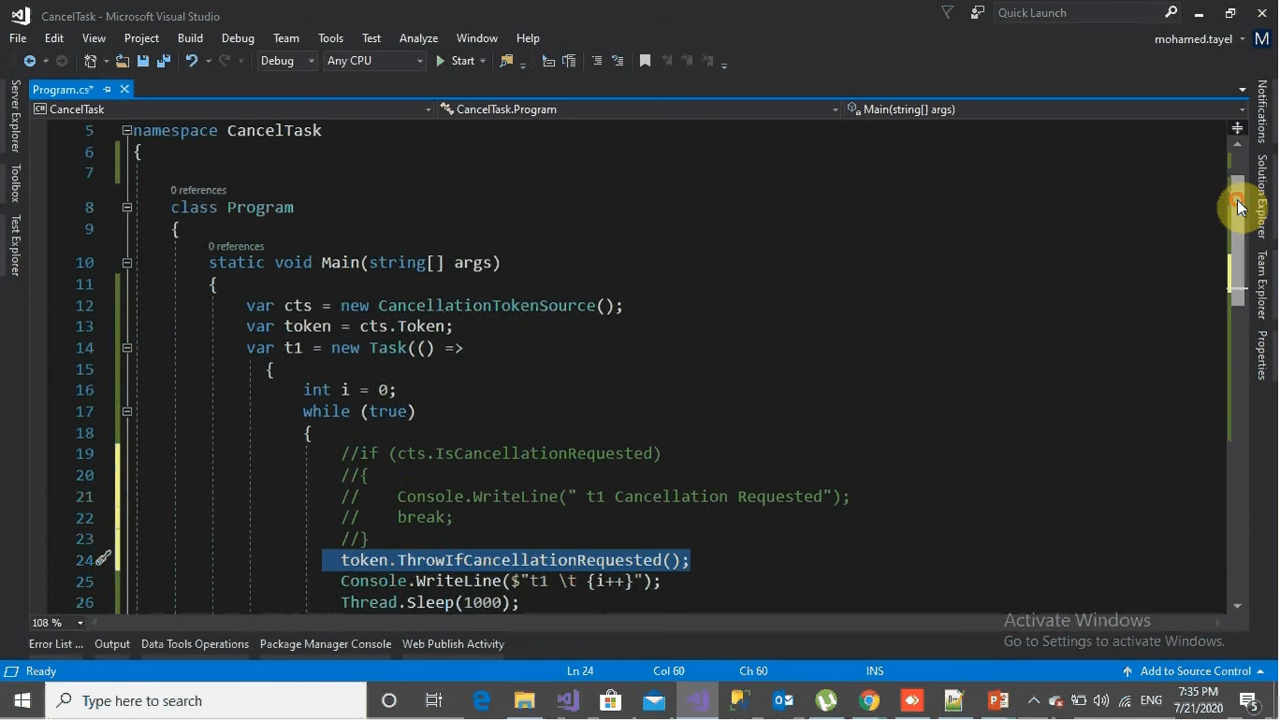 CancelTask - Microsoft Visual Studio
Quick Launch
File Edit View Project Build Debug Team Tools Test Analyze Window Help
mohamed.tayel M
Debug Any CPU Start
Program.cs*
CancelTask CancelTask.Program Main(string[] args)
Server Explorer
Toolbox
Test Explorer
5 namespace CancelTask
6 {
7
0 references
8 class Program
9 {
0 references
10 static void Main(string[] args)
11 {
12 var cts = new CancellationTokenSource();
13 var token = cts.Token;
14 var t1 = new Task(() =>
15 {
16 int i = 0;
17 while (true)
18 {
19 //if (cts.IsCancellationRequested)
20 //{
21 // Console.WriteLine(" t1 Cancellation Requested");
22 // break;
23 //}
24 token.ThrowIfCancellationRequested();
25 Console.WriteLine($"t1 \t {i++}");
26 Thread.Sleep(1000);
Notifications
Solution Explorer
Team Explorer
Properties
108 %
Activate Windows
Go to Settings to activate Windows.
Error List ... Output Data Tools Operations Package Manager Console Web Publish Activity
Ready Ln 24 Col 60 Ch 60 INS Add to Source Control
Type here to search
ENG
7:35 PM
7/21/2020
5